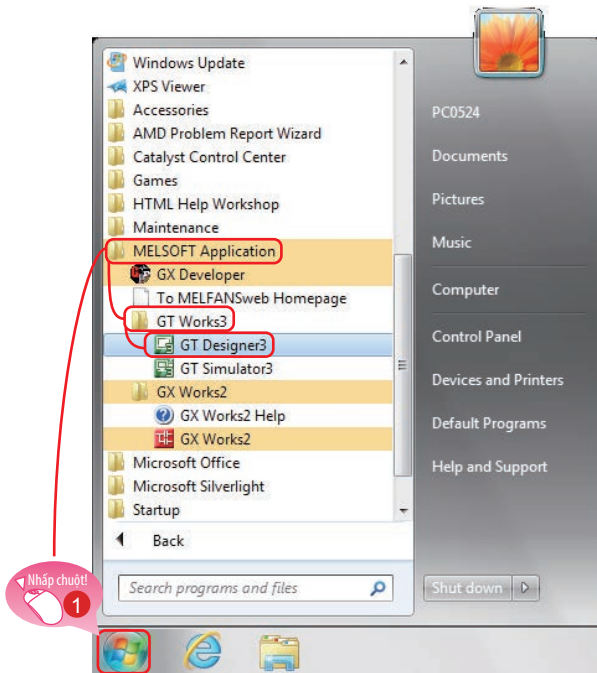 Windows Update
XPS Viewer
Accessories
AMD Problem Report Wizard
Catalyst Control Center
Games
HTML Help Workshop
Maintenance
MELSOFT Application
GX Developer
To MELFANSweb Homepage
GT Works3
GT Designer3
GT Simulator3
GX Works2
GX Works2 Help
GX Works2
Microsoft Office
Microsoft Silverlight
Startup
Back
Search programs and files
PC0524
Documents
Pictures
Music
Computer
Control Panel
Devices and Printers
Default Programs
Help and Support
Shut down
Nhấp chuột!
1